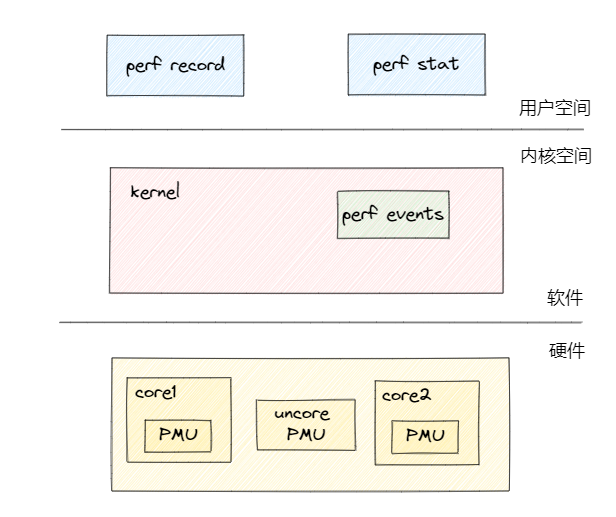 perf record
perf stat
用户空间
内核空间
kernel
perf events
软件
硬件
core1
PMU
uncore
PMU
core2
PMU